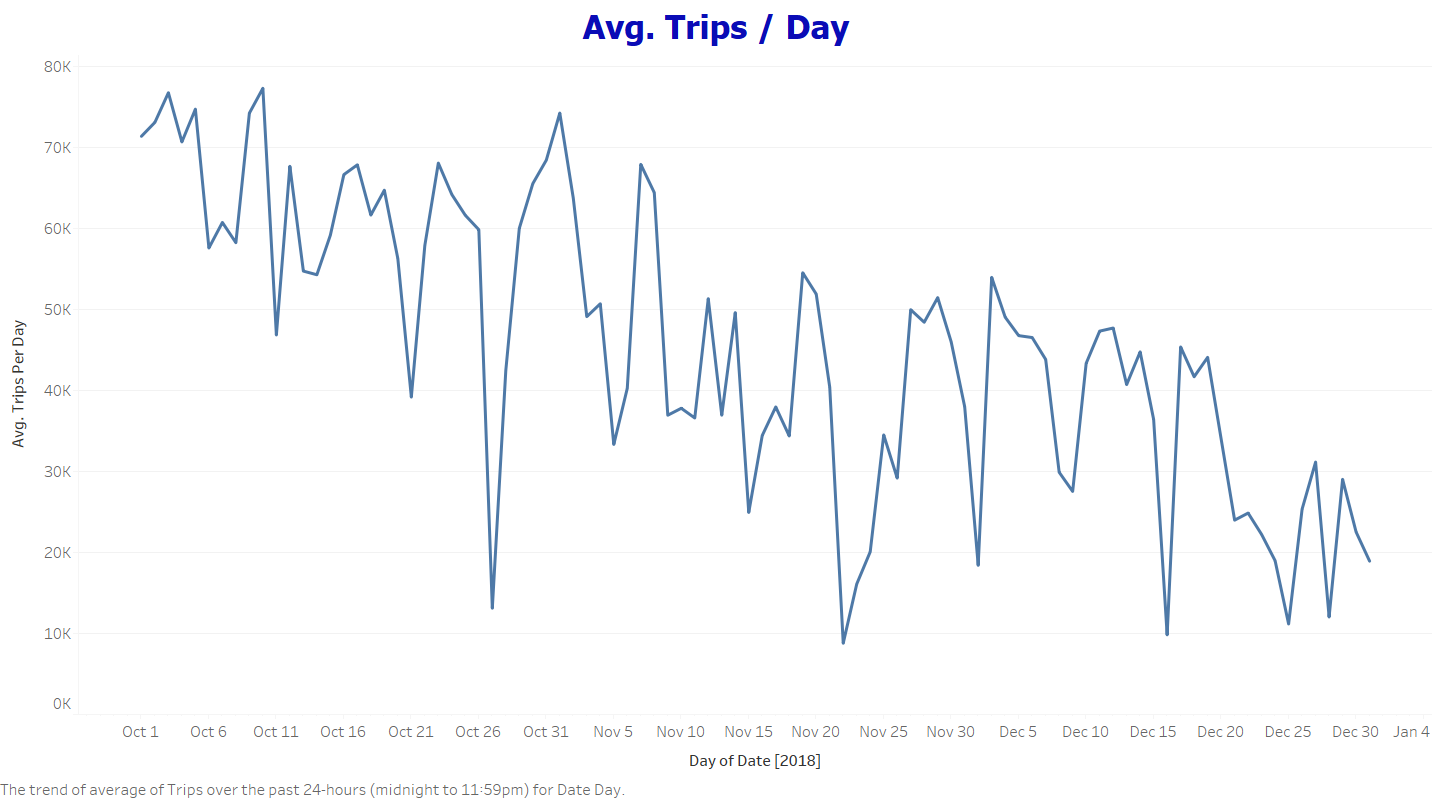 Avg. Trips / Day
80K
70K
60K
50K
40K
30K
20K
10K
0K
Avg. Trips Per Day
Oct 1 Oct 6 Oct 11 Oct 16 Oct 21 Oct 26 Oct 31 Nov 5 Nov 10 Nov 15 Nov 20 Nov 25 Nov 30 Dec 5 Dec 10 Dec 15 Dec 20 Dec 25 Dec 30 Jan 4
Day of Date [2018]
The trend of average of Trips over the past 24-hours (midnight to 11:59pm) for Date Day.